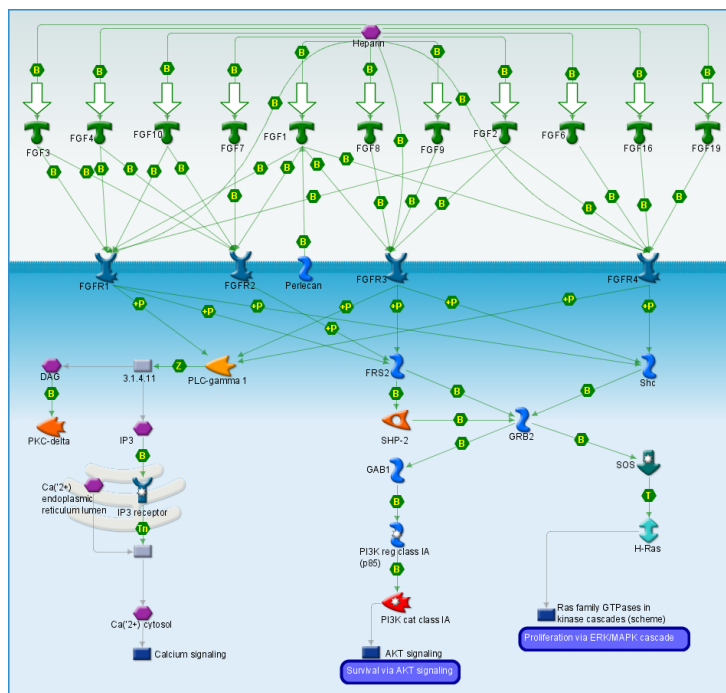 Heparin
B B B B B B B B B B
FGF3
FGF4
FGF10
FGF7
FGF1
FGF8
FGF9
FGF2
FGF6
FGF16
FGF19
B B B B B B B B B B B B B B B B B B B B B
FGFR1
FGFR2
Perlecan
FGFR3
FGFR4
+P +P +P +P +P +P +P +P +P
DAG
3.1.4.11
Z
PLC-gamma 1
FRS2
Shc
B
B
B
B
PKC-delta
IP3
SHP-2
B
GRB2
B
B
B
GAB1
SOS
Ca('2+)
endoplasmic
reticulum lumen
IP3 receptor
B
T
Tn
PI3K reg class IA
(p85)
H-Ras
B
Ca('2+) cytosol
PI3K cat class IA
Ras family GTPases in
kinase cascades (scheme)
Proliferation via ERK/MAPK cascade
Calcium signaling
AKT signaling
Survival via AKT signaling